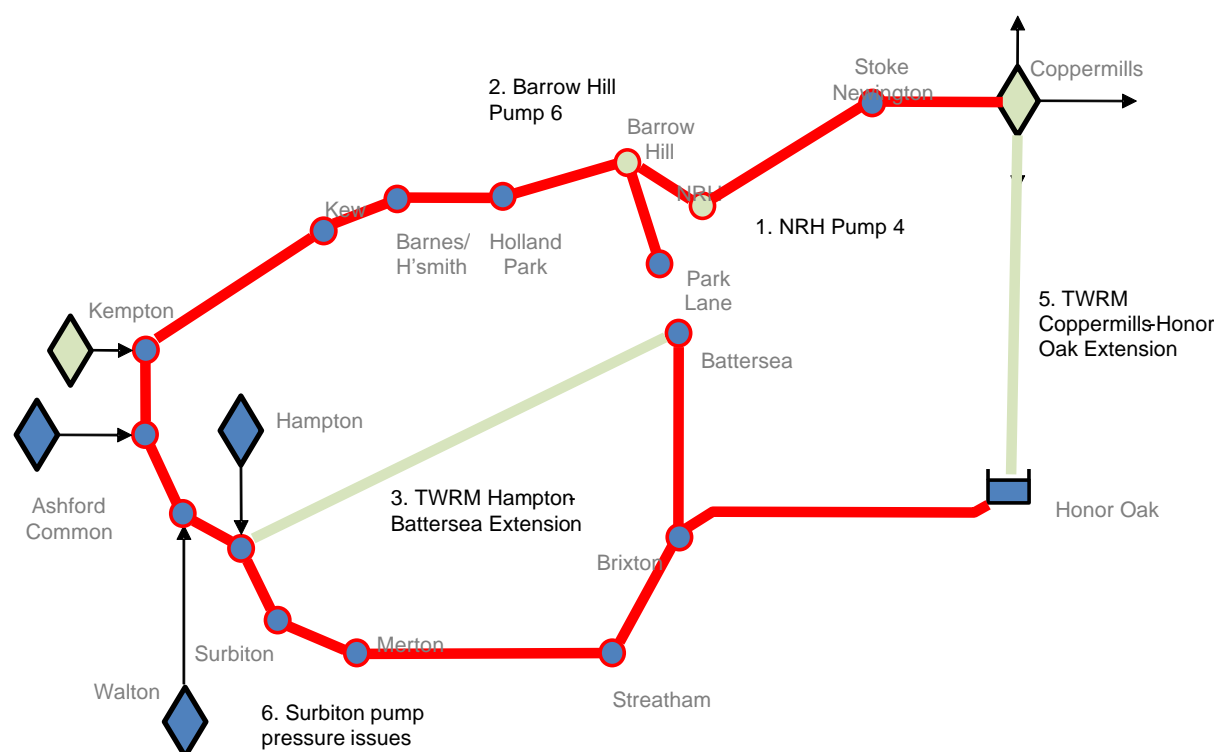 Stoke
Newington
Coppermills
2. Barrow Hill
Pump 6
Barrow
Hill
NRH
Kew
1. NRH Pump 4
Barnes/
H'smith
Holland
Park
Park
Lane
Kempton
5. TWRM
Coppermills-Honor
Oak Extension
Battersea
Hampton
3. TWRM Hampton-
Battersea Extension
Ashford
Common
Honor Oak
Brixton
Surbiton
Merton
Walton
Streatham
6. Surbiton pump
pressure issues